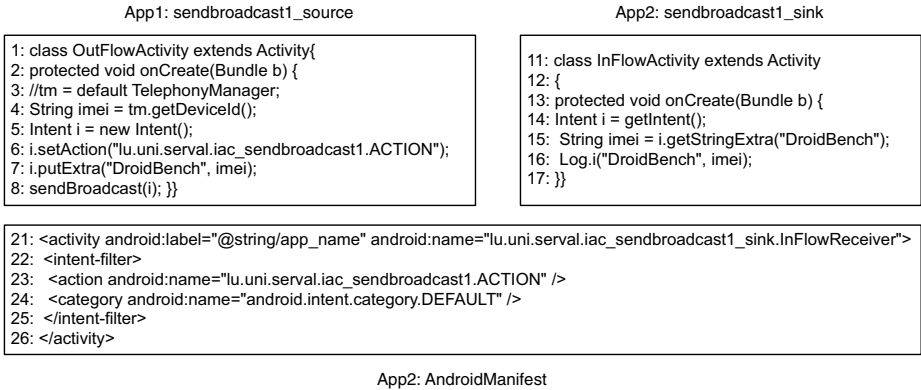 App1: sendbroadcast1_source
1: class OutFlowActivity extends Activity{
2: protected void onCreate(Bundle b) {
3: //tm = default TelephonyManager;
4: String imei = tm.getDeviceId();
5: Intent i = new Intent();
6: i.setAction("lu.uni.serval.iac_sendbroadcast1.ACTION");
7: i.putExtra("DroidBench", imei);
8: sendBroadcast(i); }}
App2: sendbroadcast1_sink
11: class InFlowActivity extends Activity
12: {
13: protected void onCreate(Bundle b) {
14: Intent i = getIntent();
15:  String imei = i.getStringExtra("DroidBench");
16:  Log.i("DroidBench", imei);
17: }}
21: <activity android:label="@string/app_name" android:name="lu.uni.serval.iac_sendbroadcast1_sink.InFlowReceiver">
22:  <intent-filter>
23:   <action android:name="lu.uni.serval.iac_sendbroadcast1.ACTION" />
24:   <category android:name="android.intent.category.DEFAULT" />
25:  </intent-filter>
26: </activity>
App2: AndroidManifest